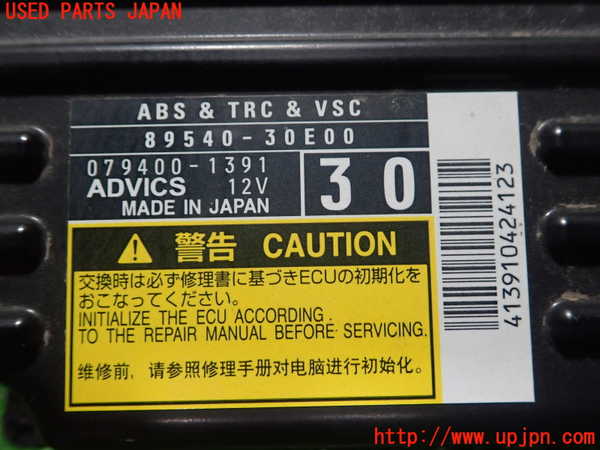 USED PARTS JAPAN
ABS & TRC & VSC
89540-30E00
079400-1391
ADVICS 12V
MADE IN JAPAN
30
警告 CAUTION
交換時は必ず修理書に基づきECUの初期化を
おこなってください。
INITIALIZE THE ECU ACCORDING
TO THE REPAIR MANUAL BEFORE SERVICING.
维修前，请参照修理手册对电脑进行初始化。
413910424123
http://www.upjpn.com/